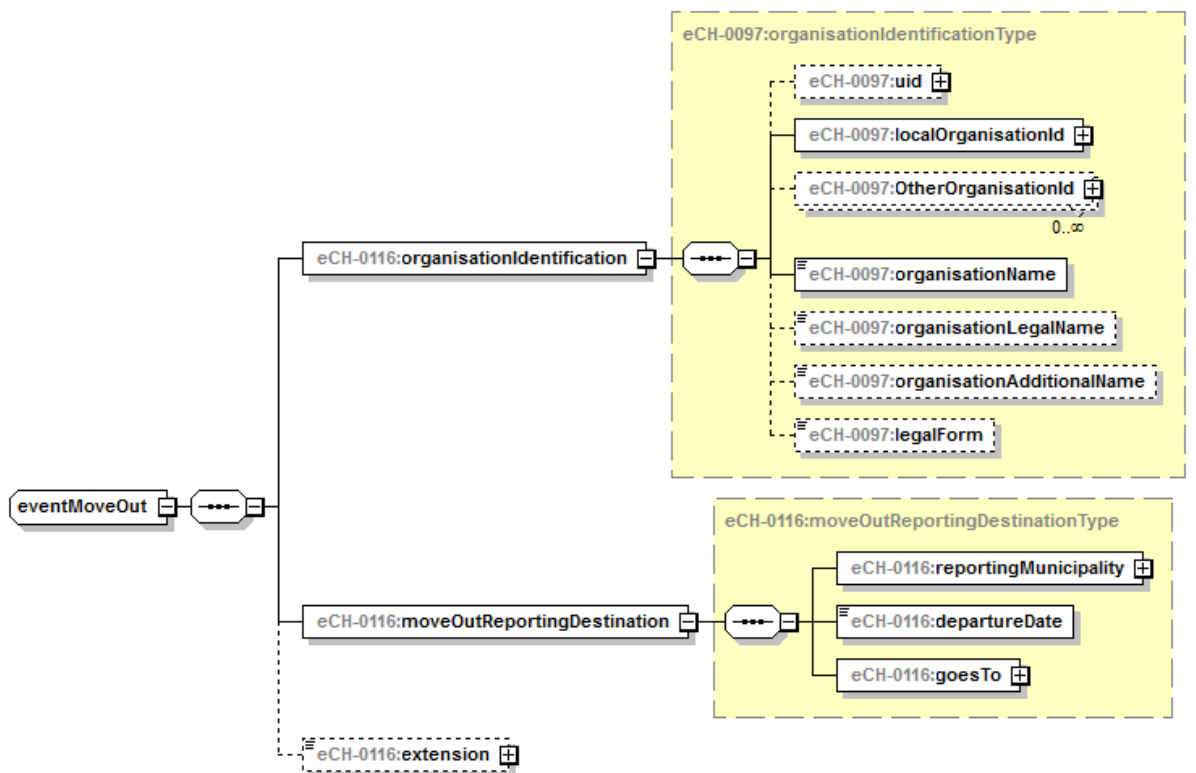 eCH-0097:organisationIdentificationType
eCH-0097:uid
eCH-0097:localOrganisationId
eCH-0097:OtherOrganisationId
0..∞
eCH-0116:organisationIdentification
eCH-0097:organisationName
eCH-0097:organisationLegalName
eCH-0097:organisationAdditionalName
eCH-0097:legalForm
eventMoveOut
eCH-0116:moveOutReportingDestinationType
eCH-0116:reportingMunicipality
eCH-0116:moveOutReportingDestination
eCH-0116:departureDate
eCH-0116:goesTo
eCH-0116:extension